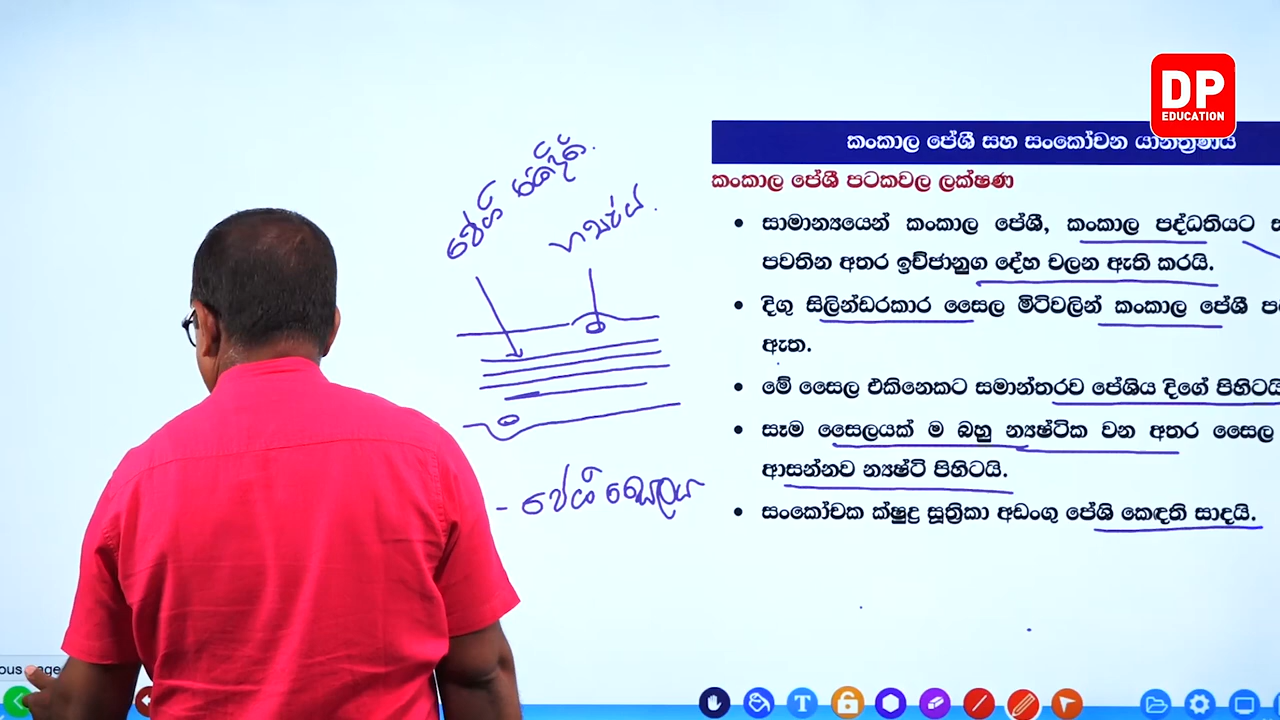 DP
EDUCATION
කංකාල පේශී සහ සංකෝචන යාන්ත්‍රණය
කංකාල පේශී පටකවල ලක්ෂණ
• සාමාන්‍යයෙන් කංකාල පේශී, කංකාල පද්ධතියට
පවතින අතර ඉච්ඡානුග දේහ චලන ඇති කරයි.
• දිගු සිලින්ඩරකාර සෛල මිටිවලින් කංකාල පේශී
ඇත.
• මේ සෛල එකිනෙකට සමාන්තරව පේශිය දිගේ පිහිටයි
• සෑම සෛලයක් ම බහු න්‍යෂ්ටික වන අතර සෛල
ආසන්නව න්‍යෂ්ටි පිහිටයි.
• සංකෝචක ක්ෂුද්‍ර සූත්‍රිකා අඩංගු පේශි කෙඳති සාදයි.
පේශි
- පේශී සෛලය
T